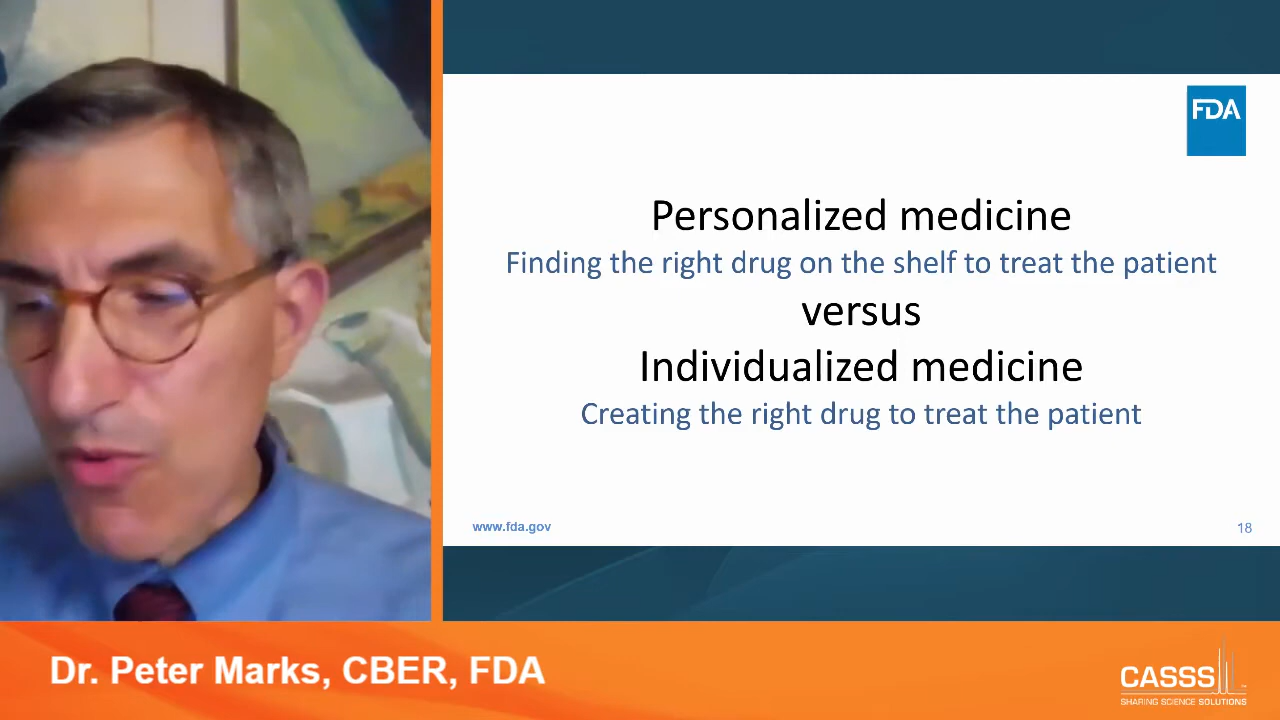 FDA
Personalized medicine
Finding the right drug on the shelf to treat the patient
versus
Individualized medicine
Creating the right drug to treat the patient
www.fda.gov
18
Dr. Peter Marks, CBER, FDA
CASSS
SHARING SCIENCE SOLUTIONS